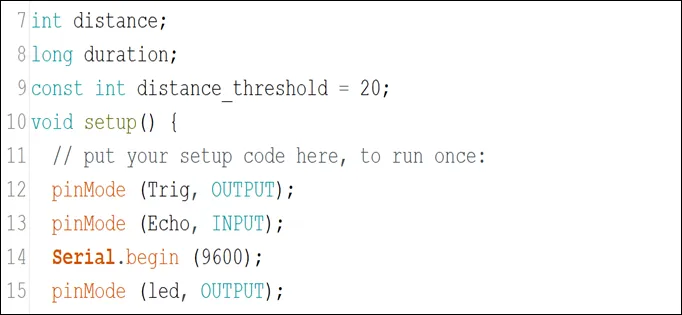 7 int distance;
8 long duration;
9 const int distance_threshold = 20;
10 void setup() {
11 // put your setup code here, to run once:
12 pinMode (Trig, OUTPUT);
13 pinMode (Echo, INPUT);
14 Serial.begin (9600);
15 pinMode (led, OUTPUT);